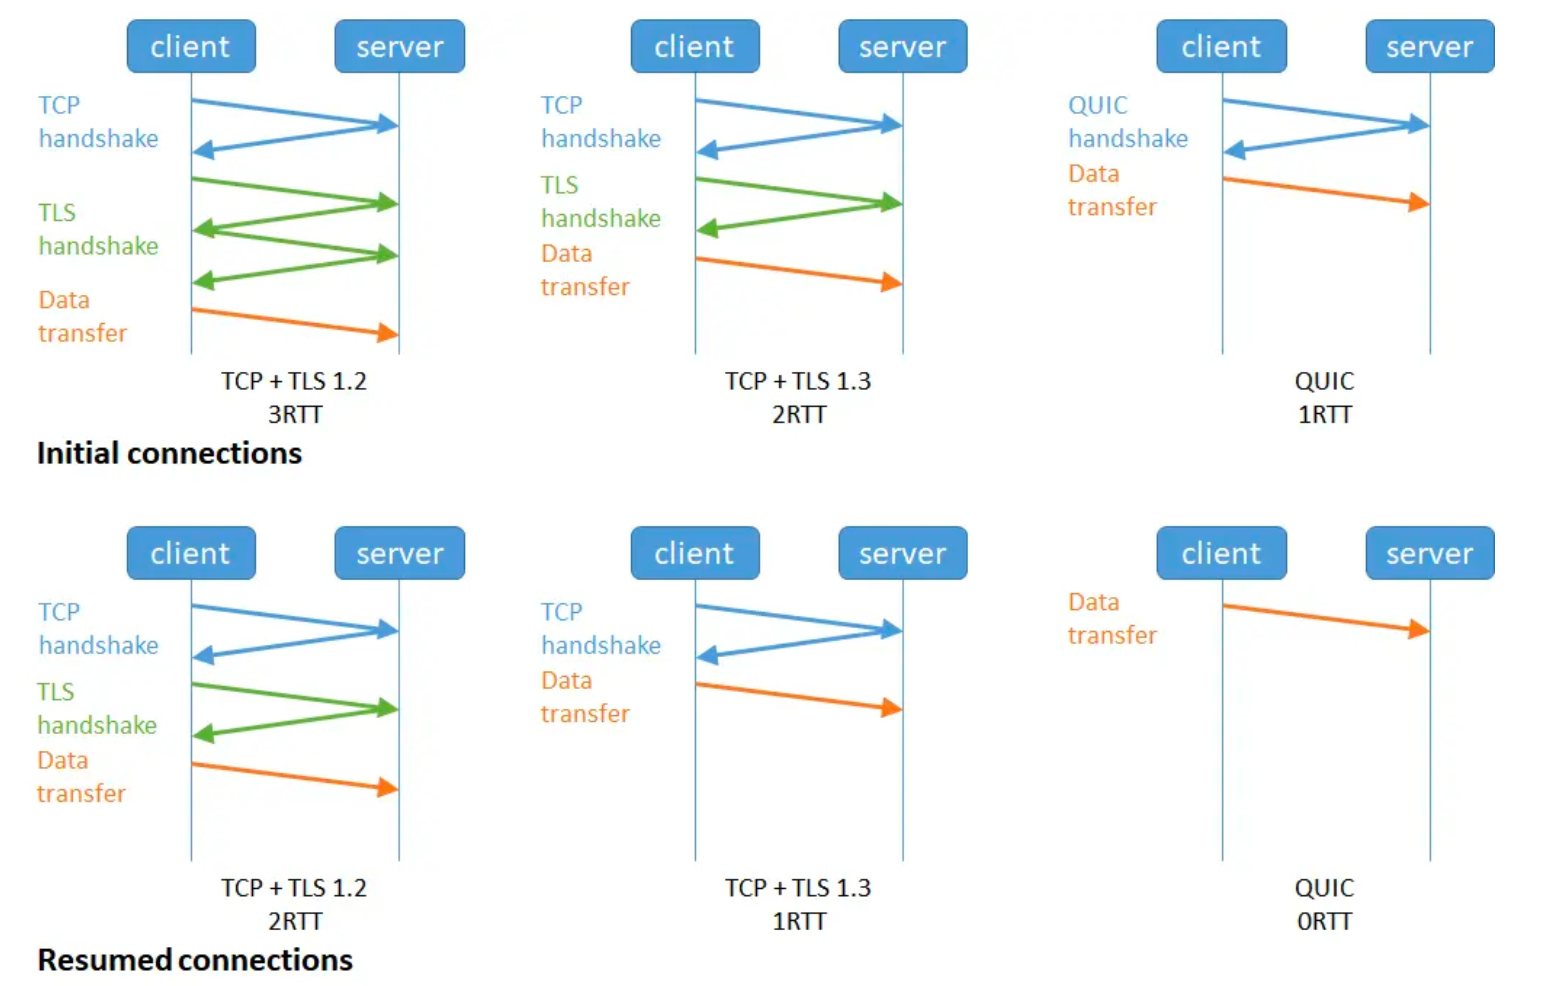 client
server
TCP
handshake
TLS
handshake
Data
transfer
TCP + TLS 1.2
3RTT
client
server
TCP
handshake
TLS
handshake
Data
transfer
TCP + TLS 1.3
2RTT
client
server
QUIC
handshake
Data
transfer
QUIC
1RTT
Initial connections
client
server
TCP
handshake
TLS
handshake
Data
transfer
TCP + TLS 1.2
2RTT
client
server
TCP
handshake
Data
transfer
TCP + TLS 1.3
1RTT
client
server
Data
transfer
QUIC
0RTT
Resumed connections